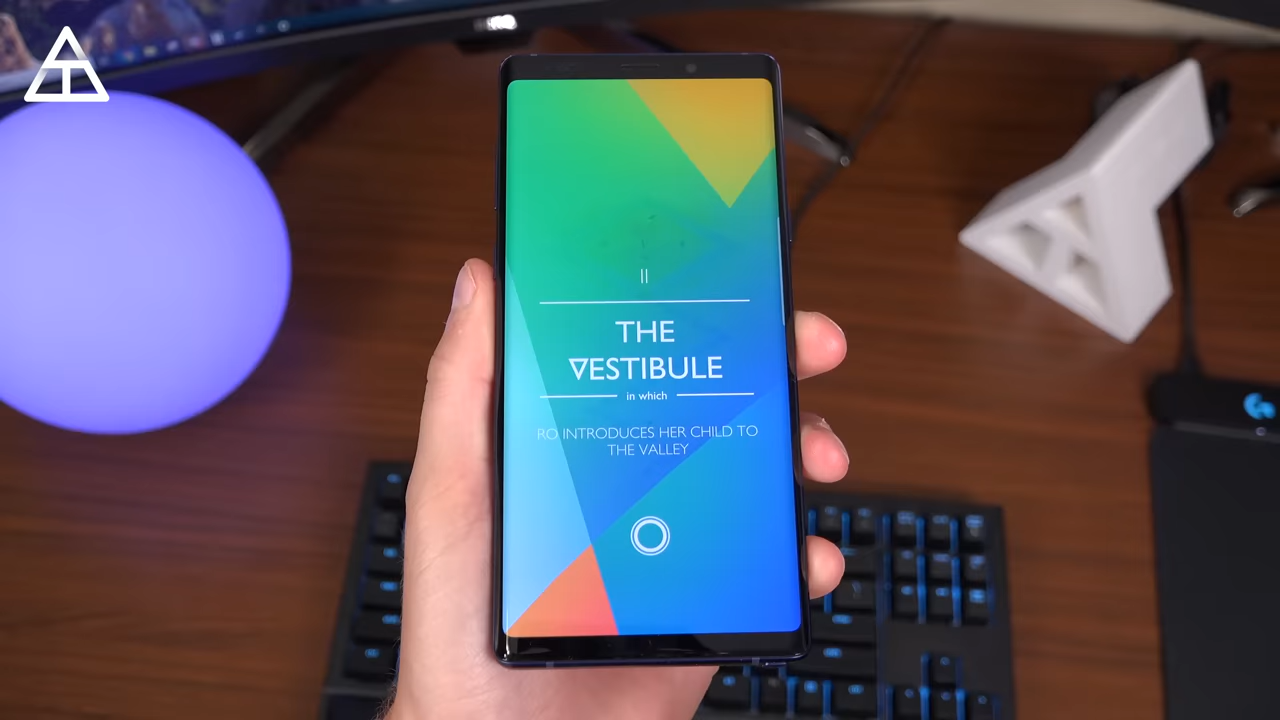 II
THE
VESTIBULE
in which
RO INTRODUCES HER CHILD TO
THE VALLEY